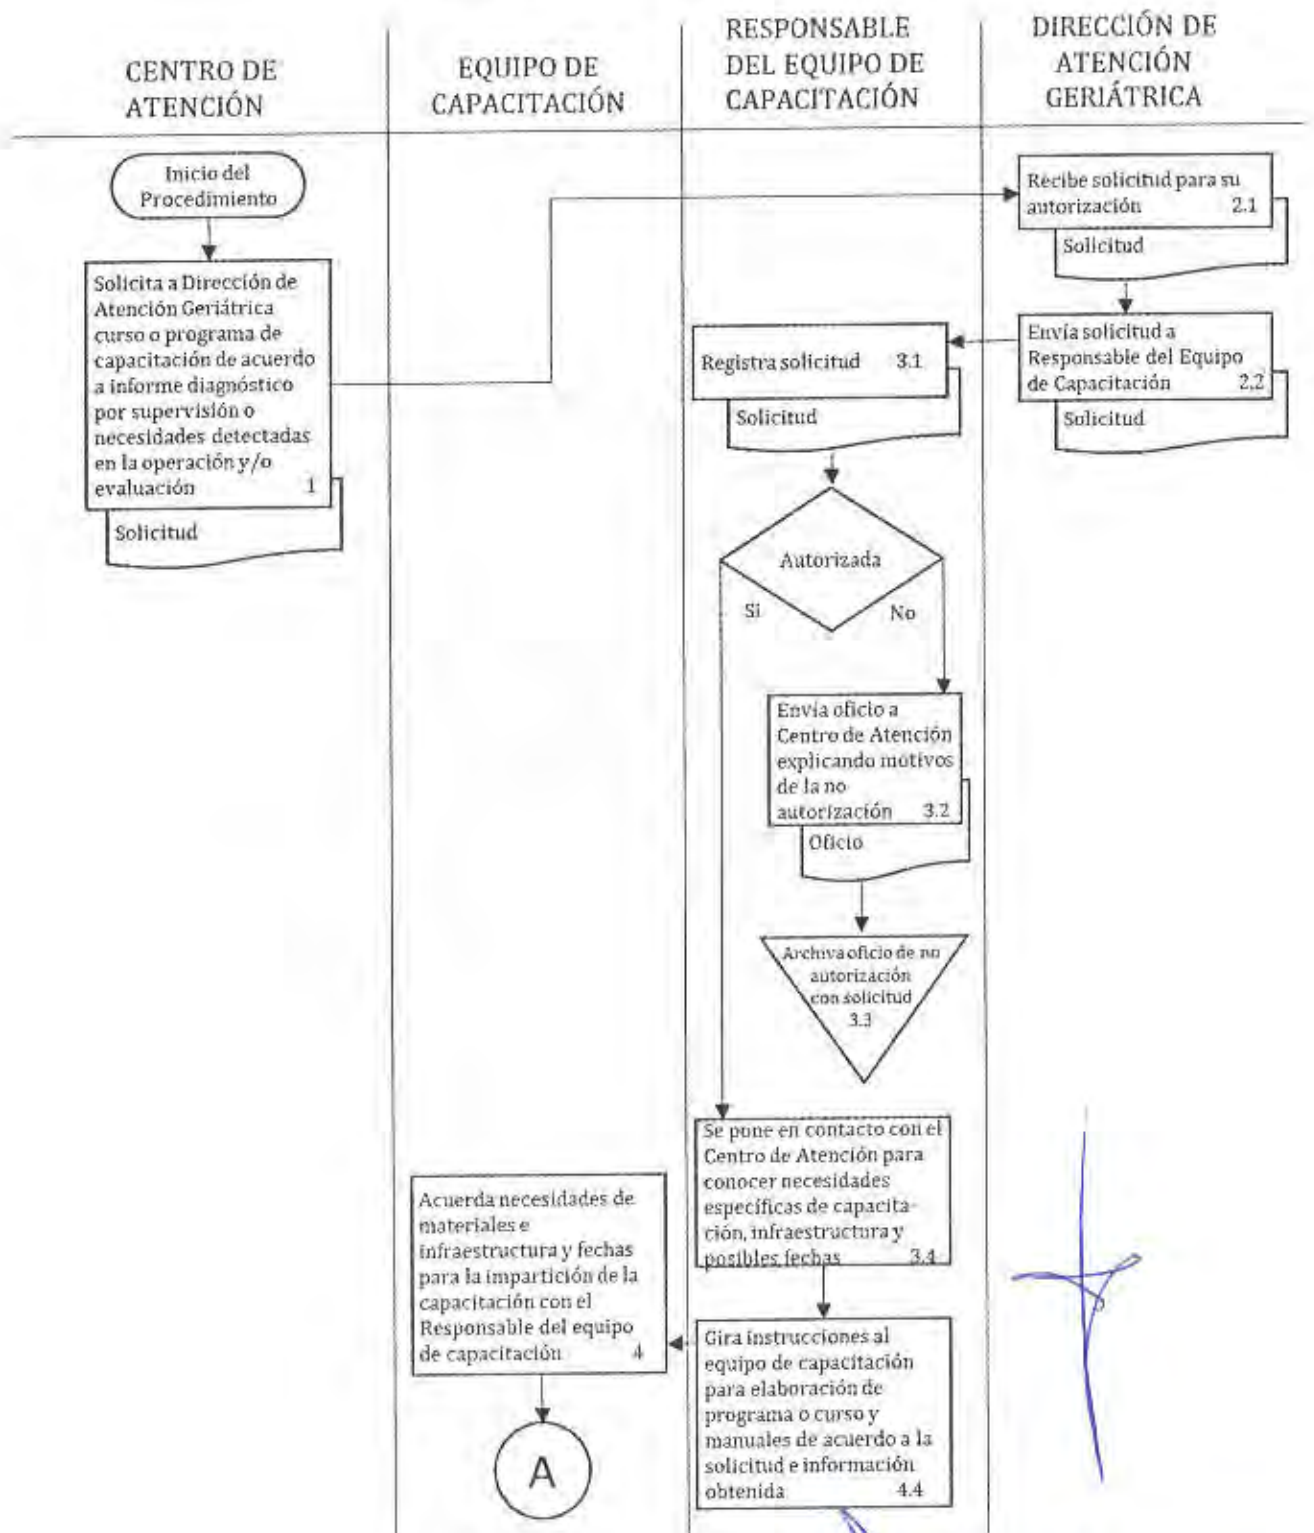 CENTRO DE
ATENCIÓN
EQUIPO DE
CAPACITACIÓN
RESPONSABLE
DEL EQUIPO DE
CAPACITACIÓN
DIRECCIÓN DE
ATENCIÓN
GERIÁTRICA
Inicio del
Procedimiento
Solicita a Dirección de
Atención Geriátrica
curso o programa de
capacitación de acuerdo
a informe diagnóstico
por supervisión o
necesidades detectadas
en la operación y/o
evaluación 1
Solicitud
Recibe solicitud para su
autorización 2.1
Solicitud
Envía solicitud a
Responsable del Equipo
de Capacitación 2.2
Solicitud
Registra solicitud 3.1
Solicitud
Autorizada
Si
No
Envía oficio a
Centro de Atención
explicando motivos
de la no
autorización 3.2
Oficio
Archiva oficio de no
autorización
con solicitud
3.3
Se pone en contacto con el
Centro de Atención para
conocer necesidades
específicas de capacita-
ción, infraestructura y
posibles fechas 3.4
Gira instrucciones al
equipo de capacitación
para elaboración de
programa o curso y
manuales de acuerdo a la
solicitud e información
obtenida 4.4
Acuerda necesidades de
materiales e
infraestructura y fechas
para la impartición de la
capacitación con el
Responsable del equipo
de capacitación 4
A